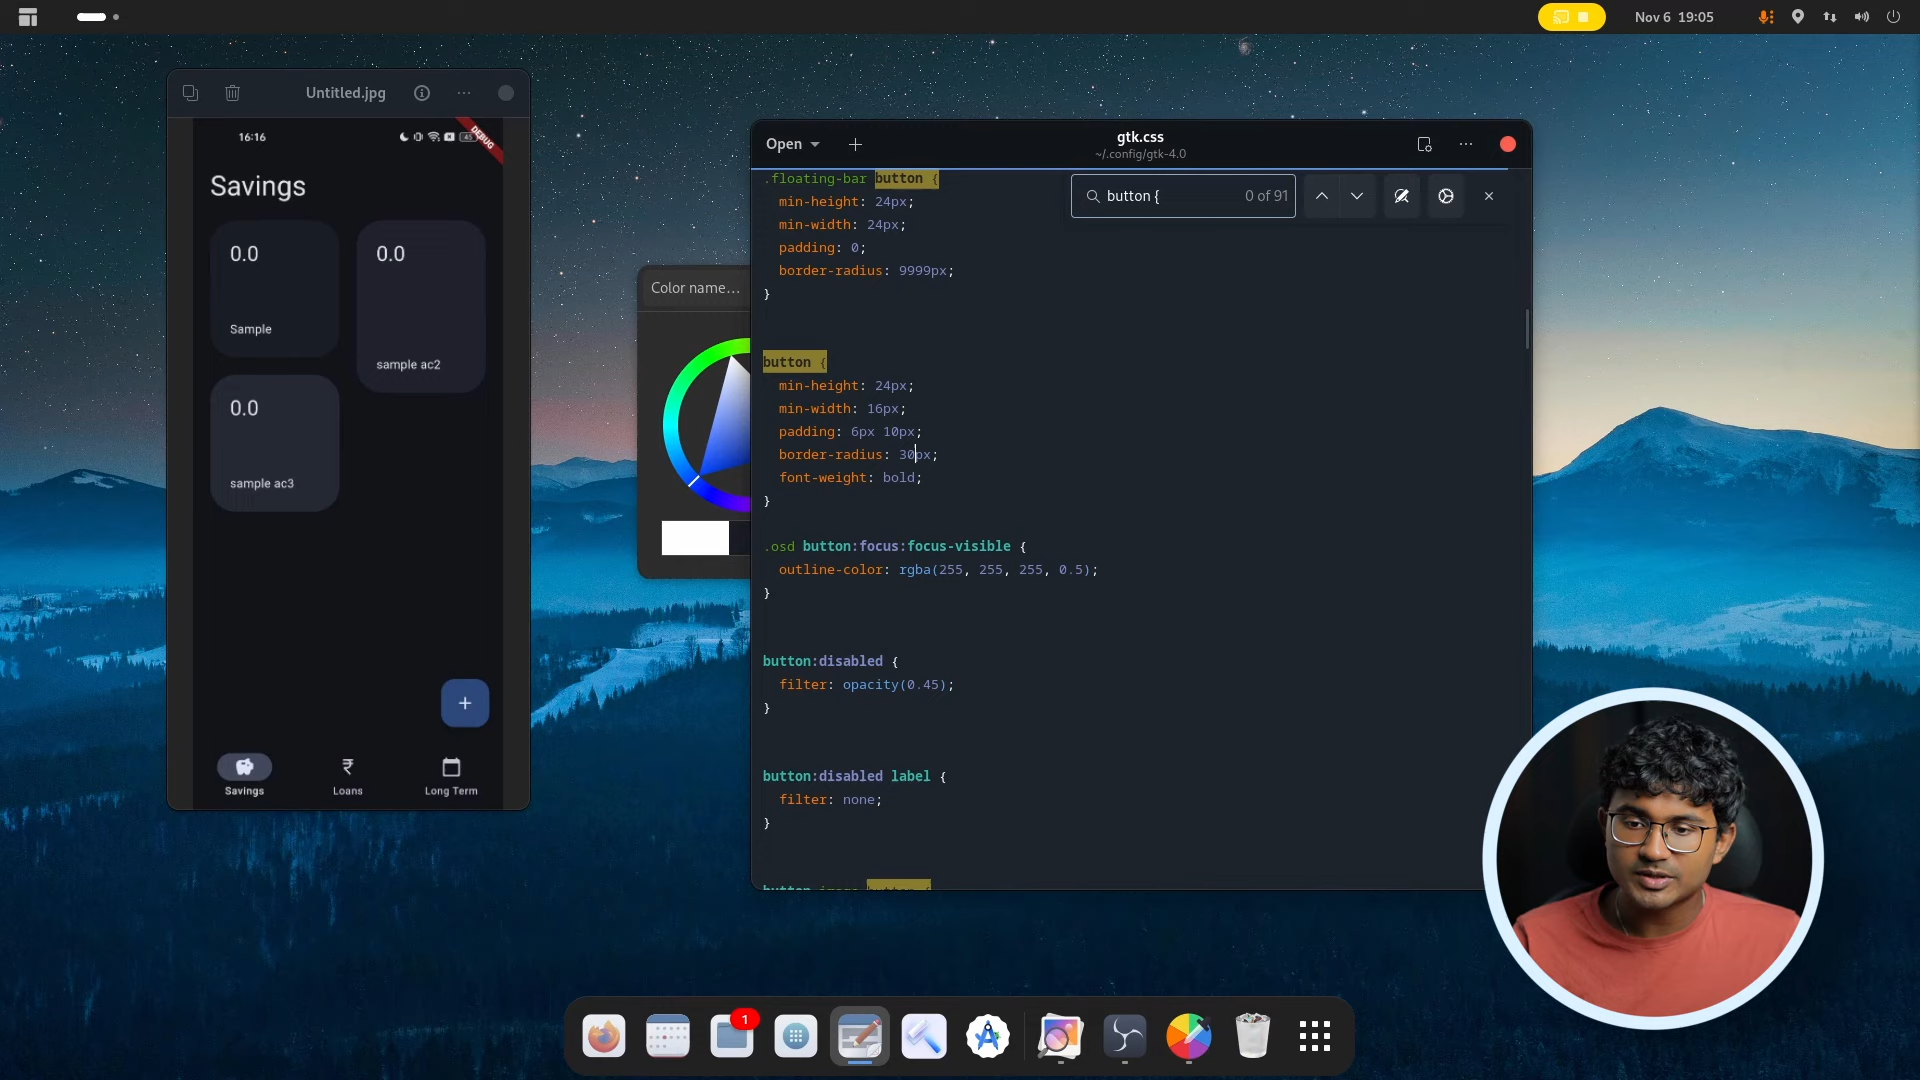 Nov 6 19:05
Untitled.jpg
16:16
45
DEBUG
Savings
0.0
0.0
Sample
sample ac2
0.0
sample ac3
+
Savings
Loans
Long Term
Color name...
Open
gtk.css
~/.config/gtk-4.0
button {
0 of 91
.floating-bar button {
min-height: 24px;
min-width: 24px;
padding: 0;
border-radius: 9999px;
}
button {
min-height: 24px;
min-width: 16px;
padding: 6px 10px;
border-radius: 30px;
font-weight: bold;
}
.osd button:focus:focus-visible {
outline-color: rgba(255, 255, 255, 0.5);
}
button:disabled {
filter: opacity(0.45);
}
button:disabled label {
filter: none;
}
1